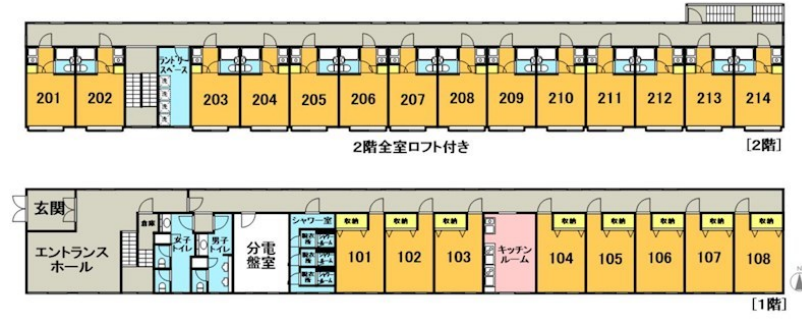 ランドリー
スペース
201
202
203
204
205
206
207
208
209
210
211
212
213
214
2階全室ロフト付き
[2階]
玄関
エントランス
ホール
倉庫
女子
トイレ
男子
トイレ
分電
盤室
シャワー室
収納
収納
収納
101
102
103
キッチン
ルーム
収納
収納
収納
収納
収納
104
105
106
107
108
N
[1階]